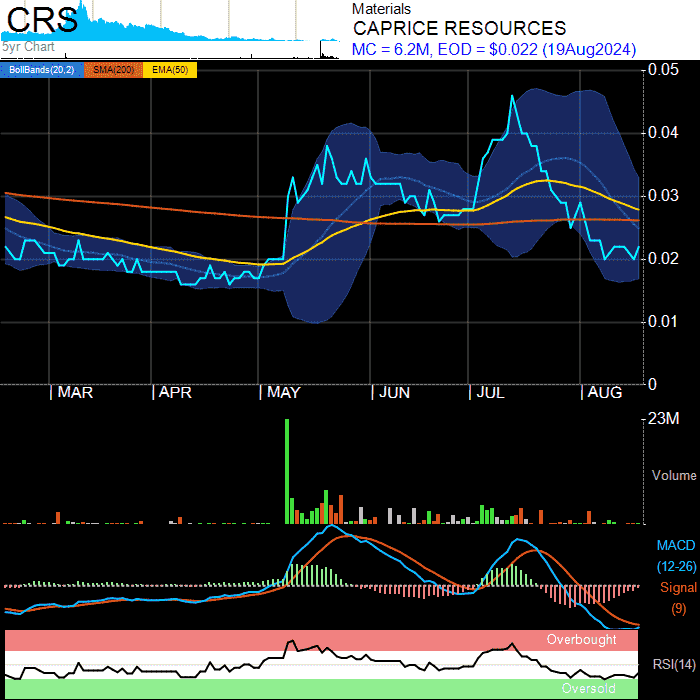 CRS
5yr Chart
Materials
CAPRICE RESOURCES
MC = 6.2M, EOD = $0.022 (19Aug2024)
BollBands(20,2) SMA(200) EMA(50)
0.05
0.04
0.03
0.02
0.01
0
MAR APR MAY JUN JUL AUG
23M
Volume
MACD
(12-26)
Signal
(9)
Overbought
RSI(14)
Oversold